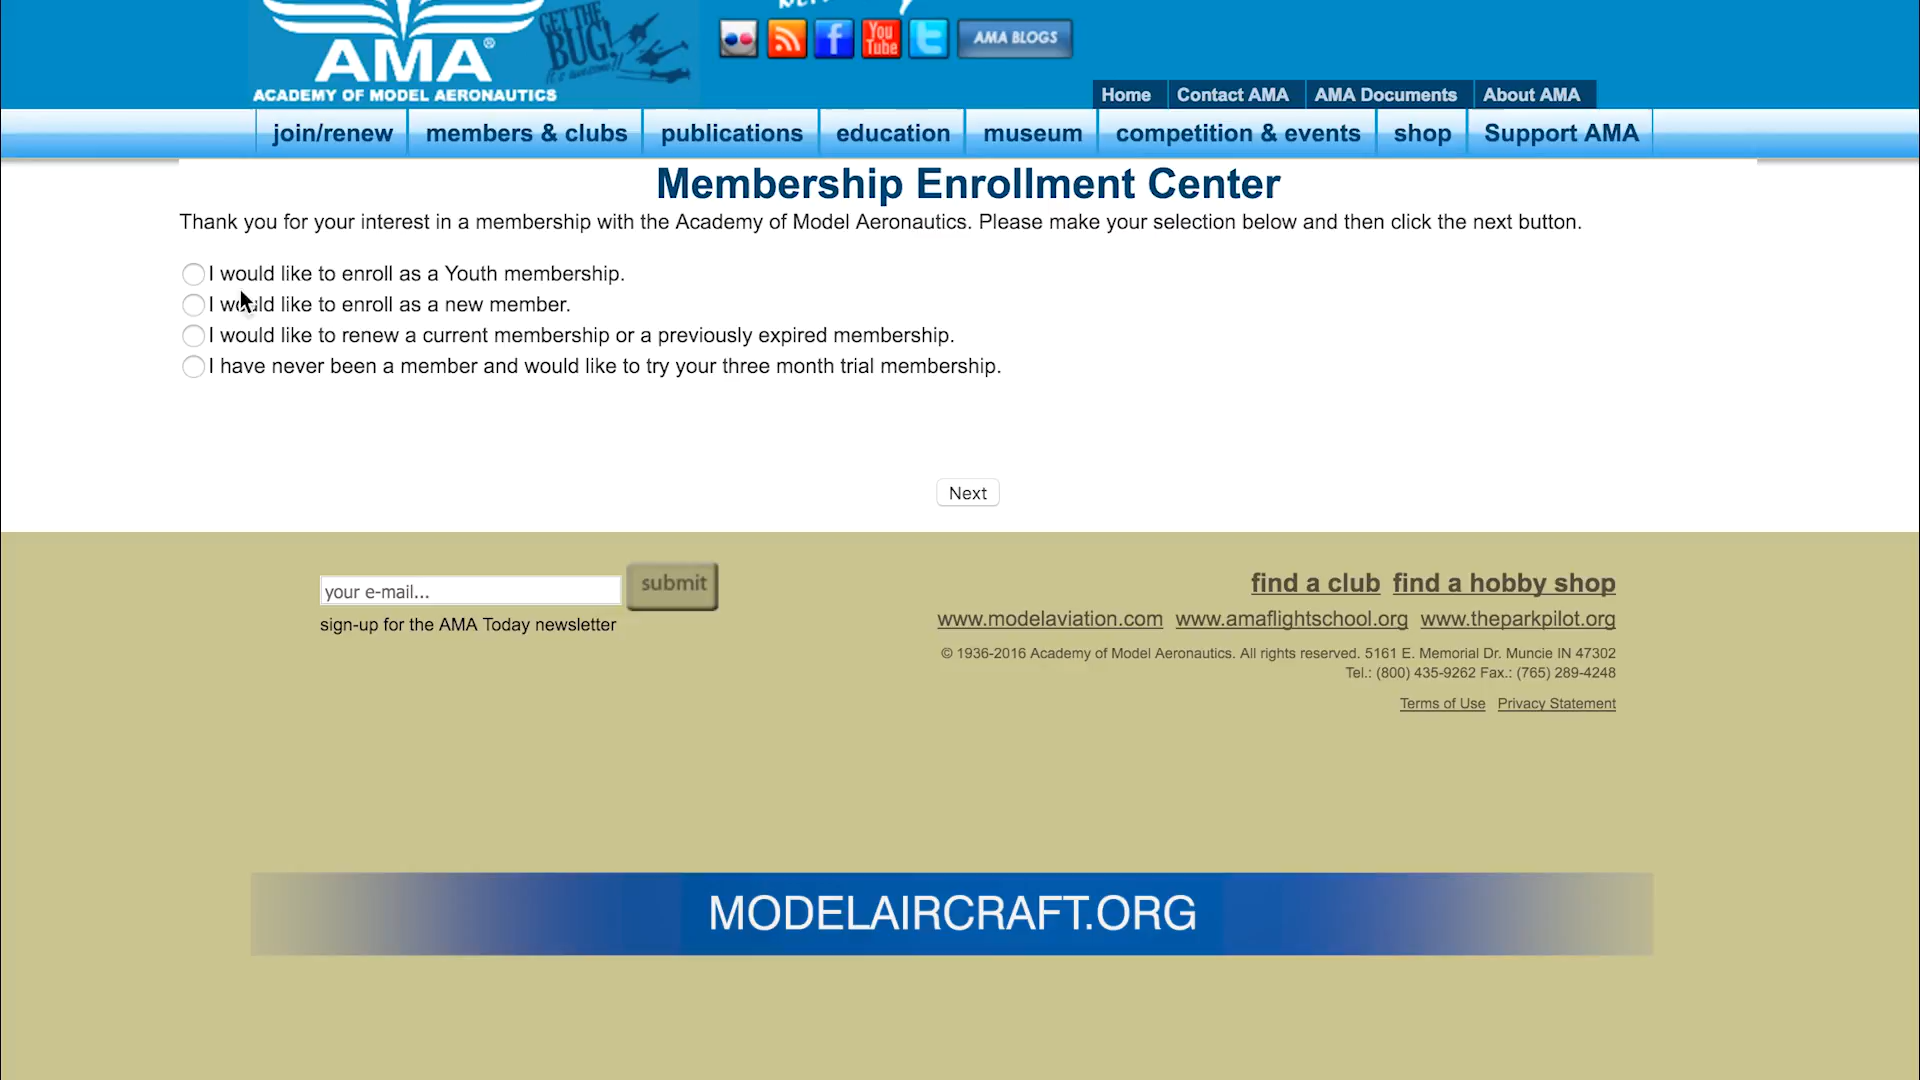 GET THE
BUG!
It's awesome!!
AMA®
ACADEMY OF MODEL AERONAUTICS
You
Tube
AMA BLOGS
Home Contact AMA AMA Documents About AMA
join/renew members & clubs publications education museum competition & events shop Support AMA
Membership Enrollment Center
Thank you for your interest in a membership with the Academy of Model Aeronautics. Please make your selection below and then click the next button.
I would like to enroll as a Youth membership.
I would like to enroll as a new member.
I would like to renew a current membership or a previously expired membership.
I have never been a member and would like to try your three month trial membership.
Next
your e-mail...
submit
sign-up for the AMA Today newsletter
find a club find a hobby shop
www.modelaviation.com www.amaflightschool.org www.theparkpilot.org
© 1936-2016 Academy of Model Aeronautics. All rights reserved. 5161 E. Memorial Dr. Muncie IN 47302
Tel.: (800) 435-9262 Fax.: (765) 289-4248
Terms of Use Privacy Statement
MODELAIRCRAFT.ORG